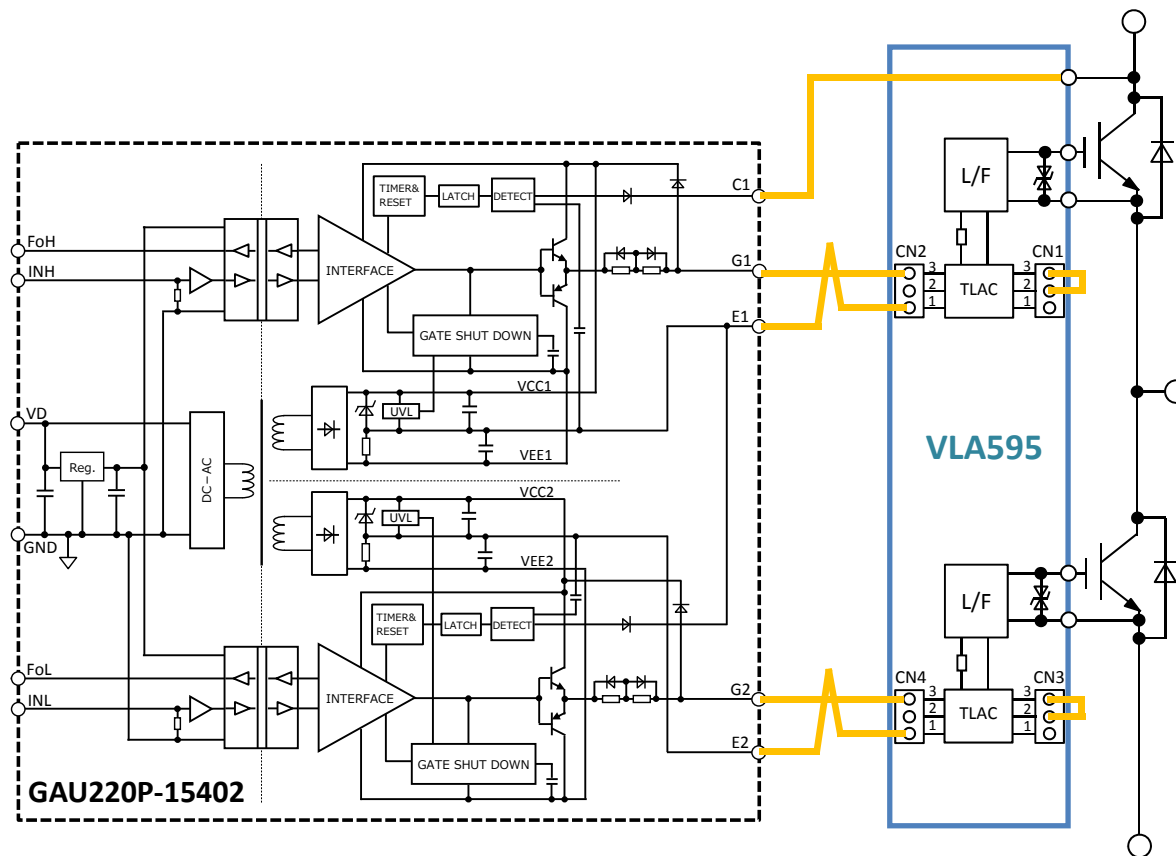 C1
TIMER&
RESET
LATCH
DETECT
L/F
FoH
INH
INTERFACE
G1
CN2
CN1
3
2
1
TLAC
3
2
1
E1
GATE SHUT DOWN
VCC1
UVL
VEE1
VD
Reg.
DC－AC
GND
VLA595
VCC2
UVL
VEE2
TIMER&
RESET
LATCH
DETECT
L/F
FoL
INL
INTERFACE
G2
CN4
CN3
3
2
1
TLAC
3
2
1
E2
GATE SHUT DOWN
GAU220P-15402